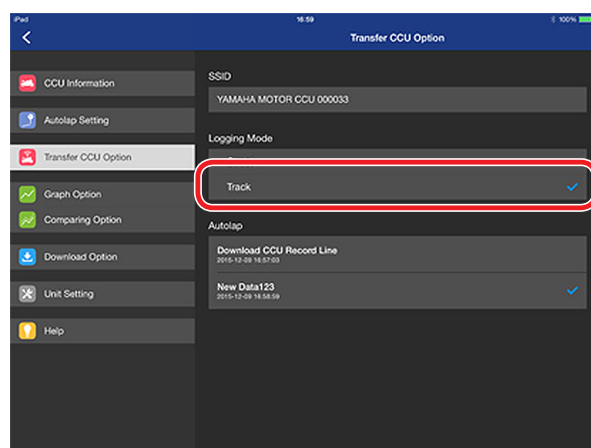 iPad 16:59 100%
Transfer CCU Option
CCU Information
Autolap Setting
Transfer CCU Option
Graph Option
Comparing Option
Download Option
Unit Setting
Help
SSID
YAMAHA MOTOR CCU 000033
Logging Mode
Track
Autolap
Download CCU Record Line
2015-12-09 16:57:03
New Data123
2015-12-09 16:58:59